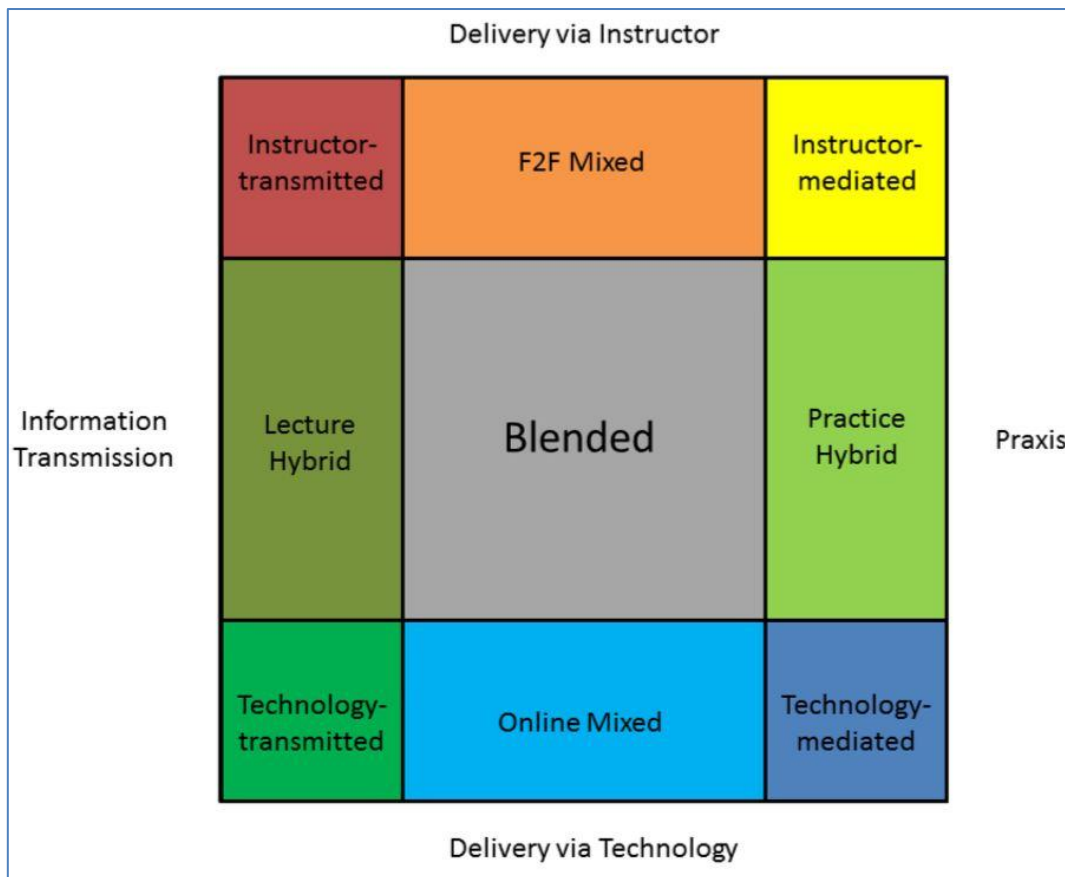 Delivery via Instructor
Instructor-
transmitted
F2F Mixed
Instructor-
mediated
Information
Transmission
Lecture
Hybrid
Blended
Practice
Hybrid
Praxis
Technology-
transmitted
Online Mixed
Technology-
mediated
Delivery via Technology